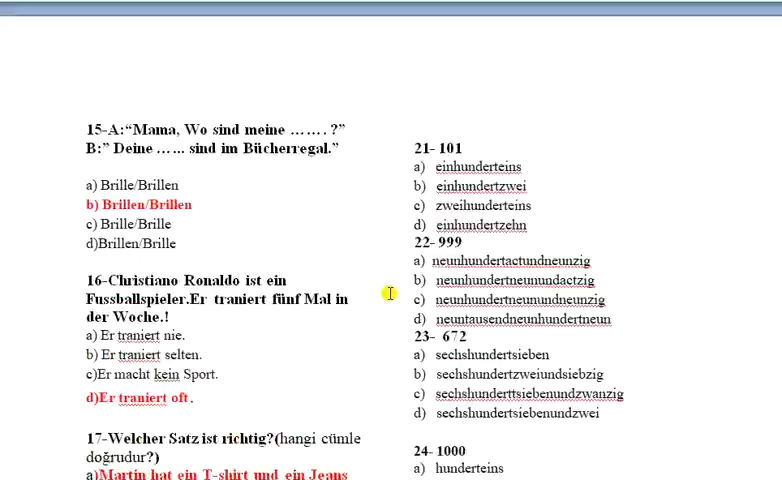 15-A:“Mama, Wo sind meine ……. ?”
B:” Deine …... sind im Bücherregal.”
a) Brille/Brillen
b) Brillen/Brillen
c) Brille/Brille
d)Brillen/Brille
16-Christiano Ronaldo ist ein
Fussballspieler.Er traniert fünf Mal in
der Woche.!
a) Er traniert nie.
b) Er traniert selten.
c)Er macht kein Sport.
d)Er traniert oft.
17-Welcher Satz ist richtig?(hangi cümle
doğrudur?)
a)Martin hat ein T-shirt und ein Jeans
21- 101
a) einhunderteins
b) einhundertzwei
c) zweihunderteins
d) einhundertzehn
22- 999
a) neunhundertactundneunzig
b) neunhundertneunundactzig
c) neunhundertneunundneunzig
d) neuntausendneunhundertneun
23- 672
a) sechshundertsieben
b) sechshundertzweiundsiebzig
c) sechshunderttsiebenundzwanzig
d) sechshundertsiebenundzwei
24- 1000
a) hunderteins